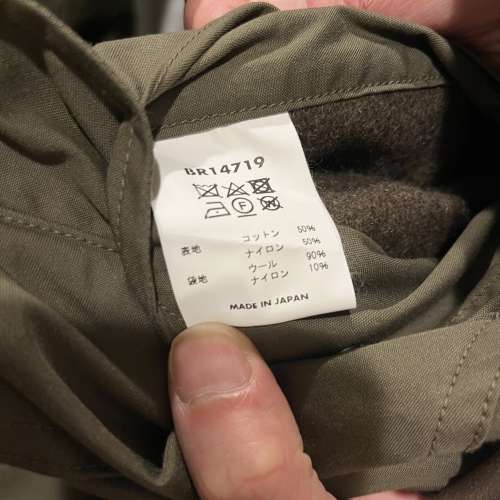 BR14719
表地 コットン 50%
ナイロン 50%
袋地 ウール 90%
ナイロン 10%
MADE IN JAPAN